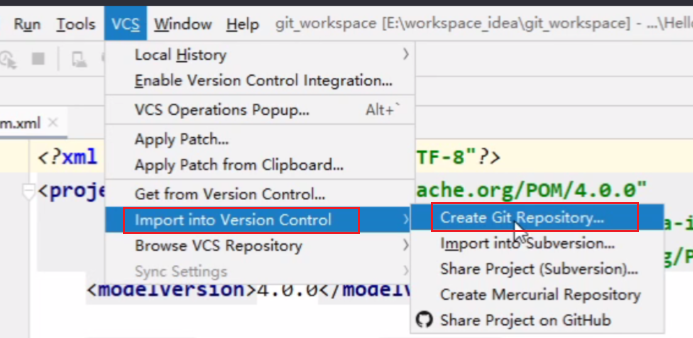 Run Tools VCS Window Help git_workspace [E:\workspace_idea\git_workspace] - ...\Hell
Local History
Enable Version Control Integration...
VCS Operations Popup... Alt+`
m.xml
Apply Patch...
<?xml TF-8"?>
Apply Patch from Clipboard...
<proje ache.org/POM/4.0.0"
Get from Version Control...
Import into Version Control
Create Git Repository...
a-i
Browse VCS Repository
Import into Subversion...
g/P
Sync Settings
Share Project (Subversion)...
<modelVersion>4.0.0</modelV
Create Mercurial Repository
Share Project on GitHub